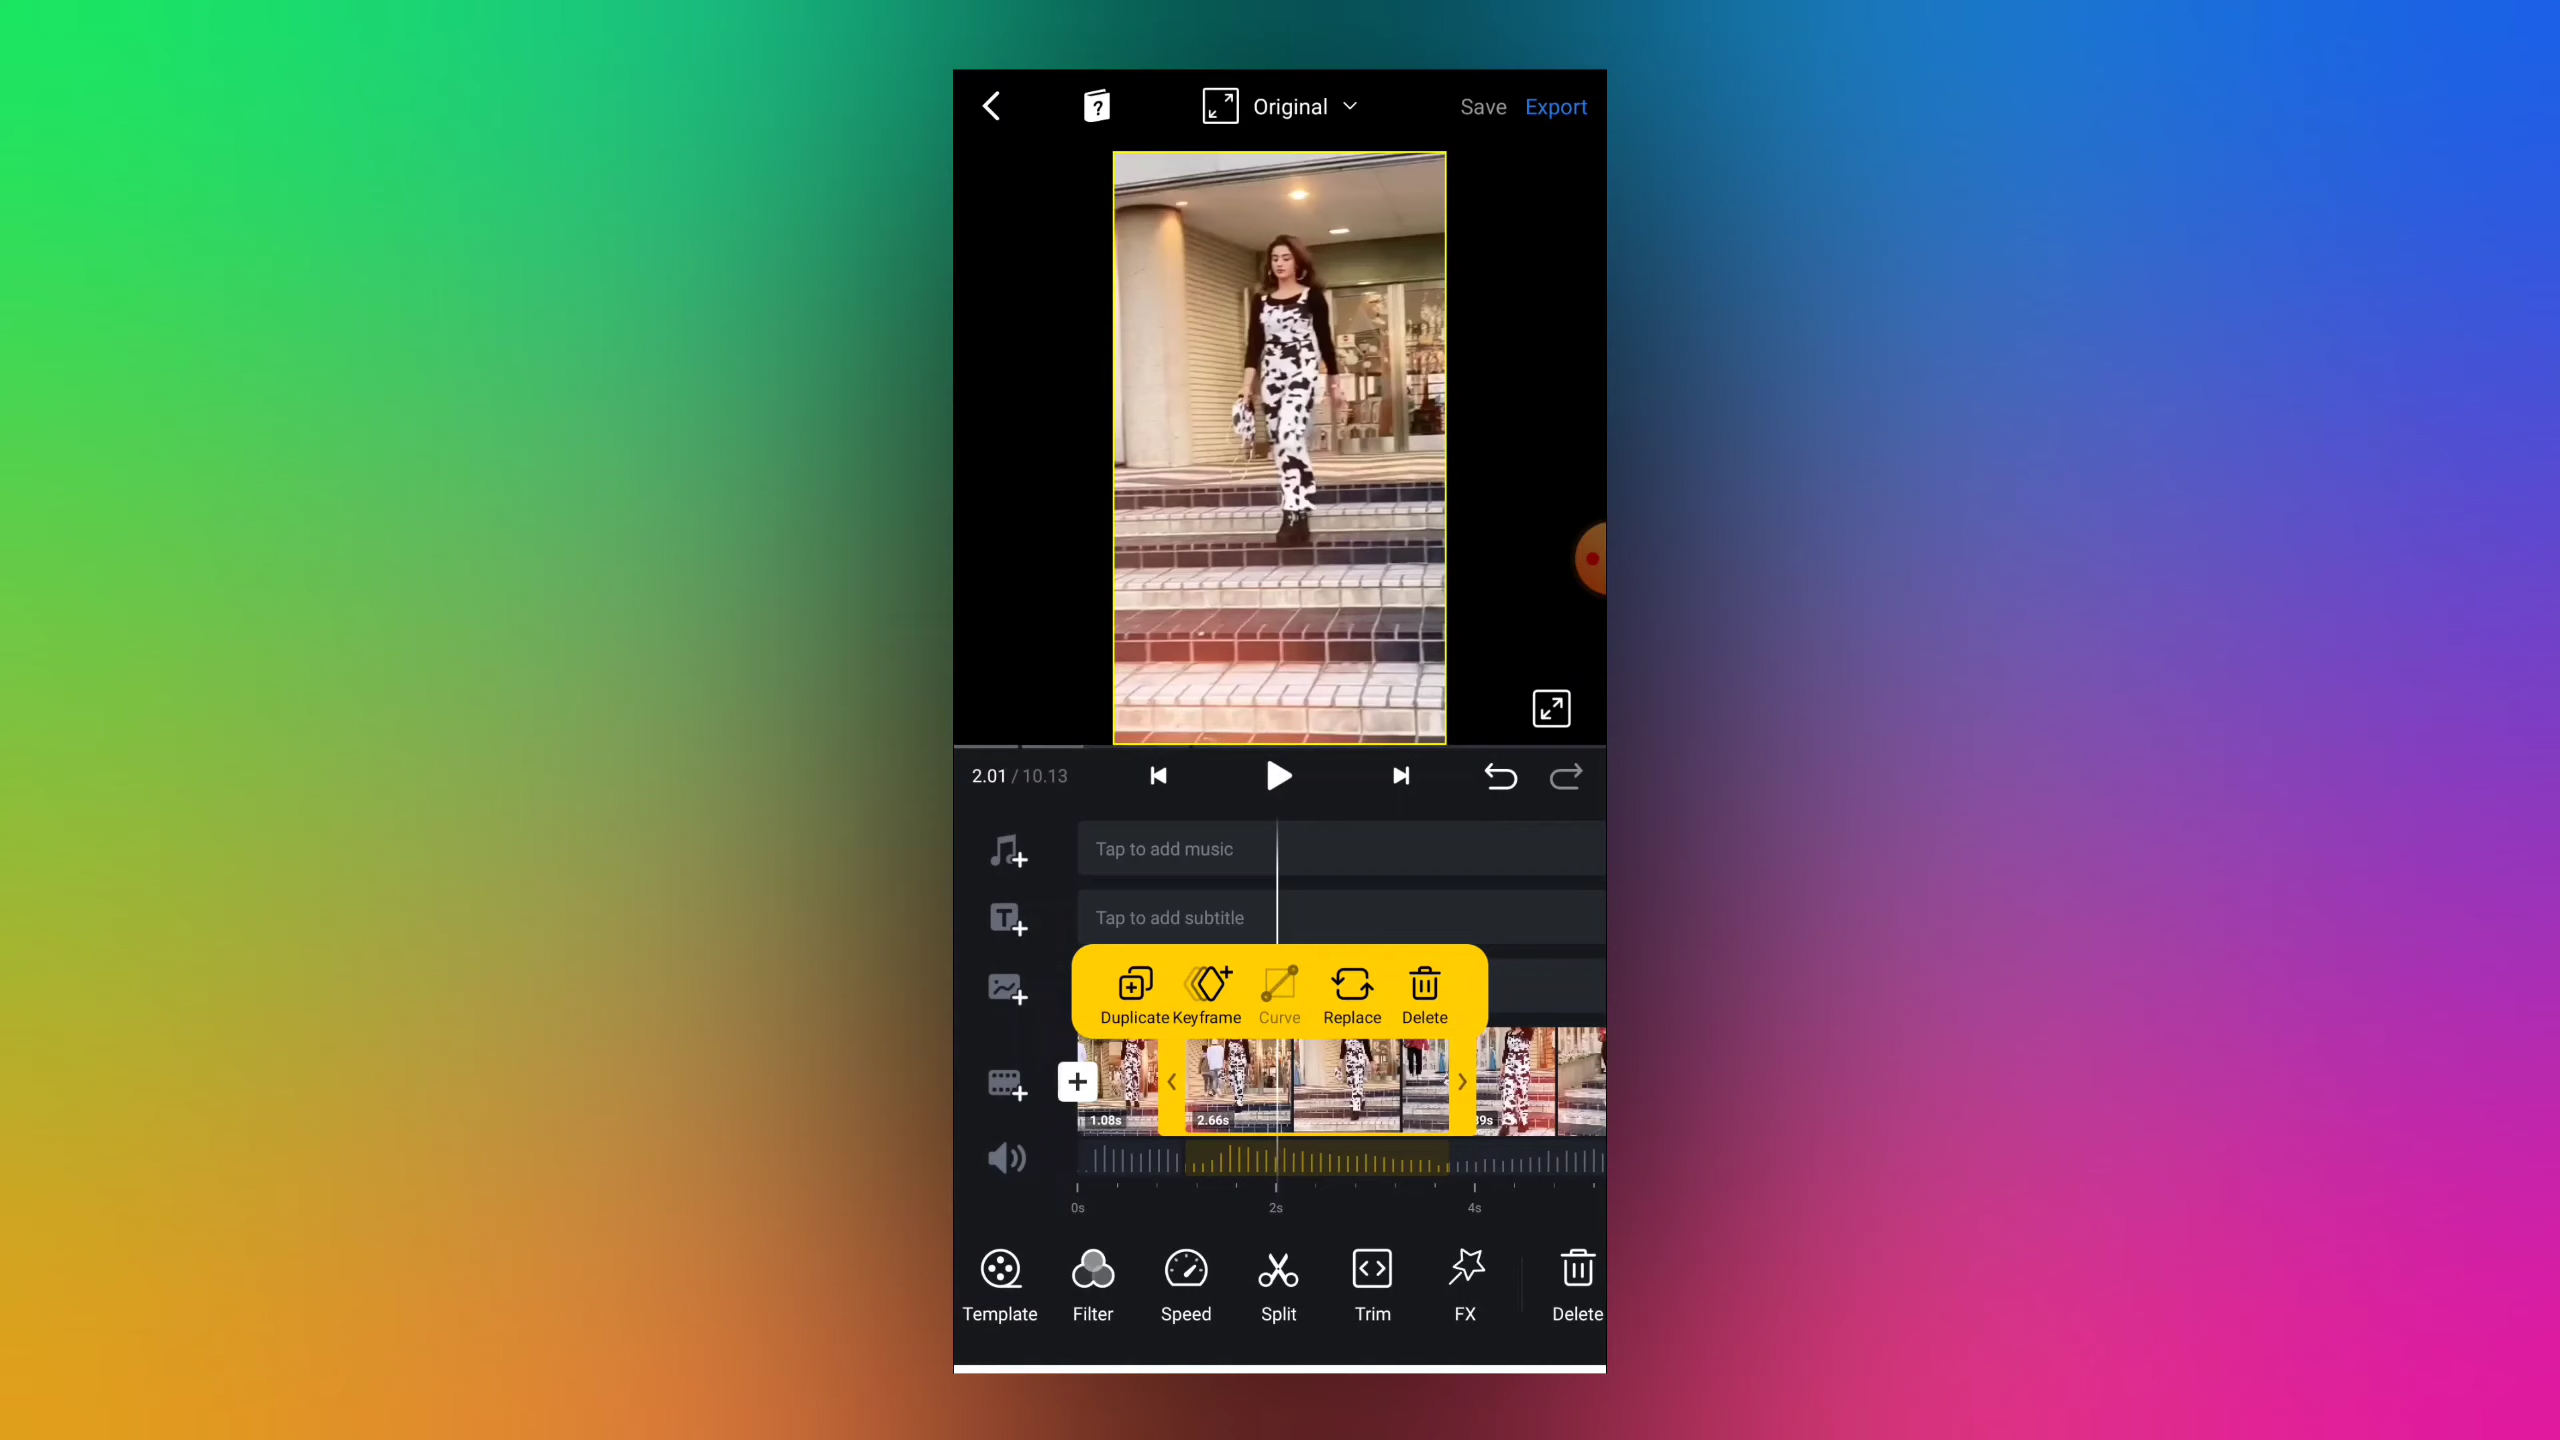 Original
Save Export
2.01 / 10.13
Tap to add music
Tap to add subtitle
Duplicate Keyframe Curve Replace Delete
1.08s 2.66s 39s
0s 2s 4s
Template Filter Speed Split Trim FX Delete